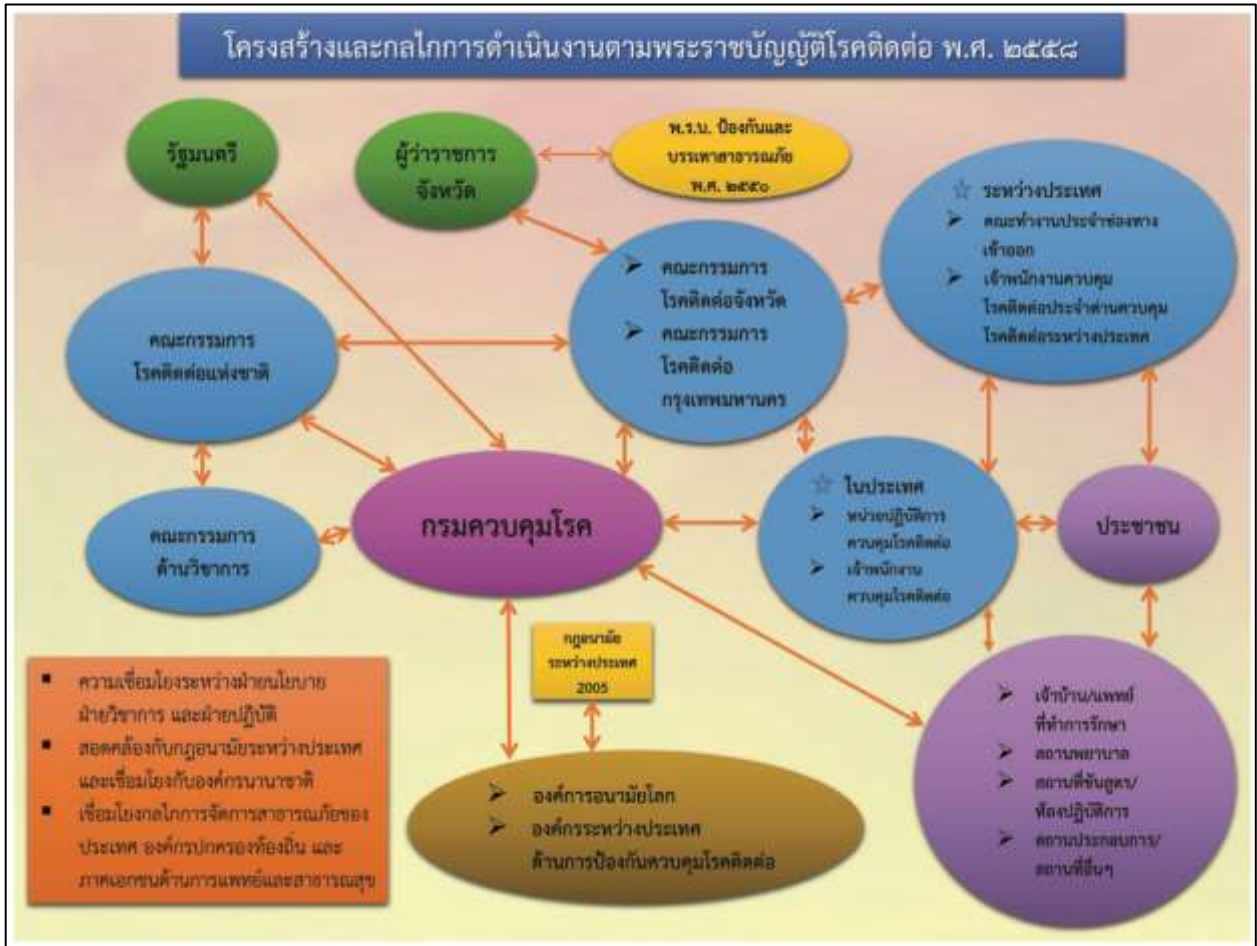 โครงสร้างและกลไกการดำเนินงานตามพระราชบัญญัติโรคติดต่อ พ.ศ. ๒๕๕๘
รัฐมนตรี
ผู้ว่าราชการ
จังหวัด
พ.ร.บ. ป้องกันและ
บรรเทาสาธารณภัย
พ.ศ. ๒๕๕๐
☆ ระหว่างประเทศ
➢ คณะทำงานประจำช่องทาง
เข้าออก
➢ เจ้าพนักงานควบคุม
โรคติดต่อประจำด่านควบคุม
โรคติดต่อระหว่างประเทศ
➢ คณะกรรมการ
โรคติดต่อจังหวัด
➢ คณะกรรมการ
โรคติดต่อ
กรุงเทพมหานคร
คณะกรรมการ
โรคติดต่อแห่งชาติ
คณะกรรมการ
ด้านวิชาการ
กรมควบคุมโรค
☆ ในประเทศ
➢ หน่วยปฏิบัติการ
ควบคุมโรคติดต่อ
➢ เจ้าพนักงาน
ควบคุมโรคติดต่อ
ประชาชน
กฎอนามัย
ระหว่างประเทศ
2005
▪ ความเชื่อมโยงระหว่างฝ่ายนโยบาย
ฝ่ายวิชาการ และฝ่ายปฏิบัติ
▪ สอดคล้องกับกฎอนามัยระหว่างประเทศ
และเชื่อมโยงกับองค์กรนานาชาติ
▪ เชื่อมโยงกลไกการจัดการสาธารณภัยของ
ประเทศ องค์กรปกครองท้องถิ่น และ
ภาคเอกชนด้านการแพทย์และสาธารณสุข
➢ องค์การอนามัยโลก
➢ องค์กรระหว่างประเทศ
ด้านการป้องกันควบคุมโรคติดต่อ
➢ เจ้าบ้าน/แพทย์
ที่ทำการรักษา
➢ สถานพยาบาล
➢ สถานที่ชันสูตร/
ห้องปฏิบัติการ
➢ สถานประกอบการ/
สถานที่อื่นๆ